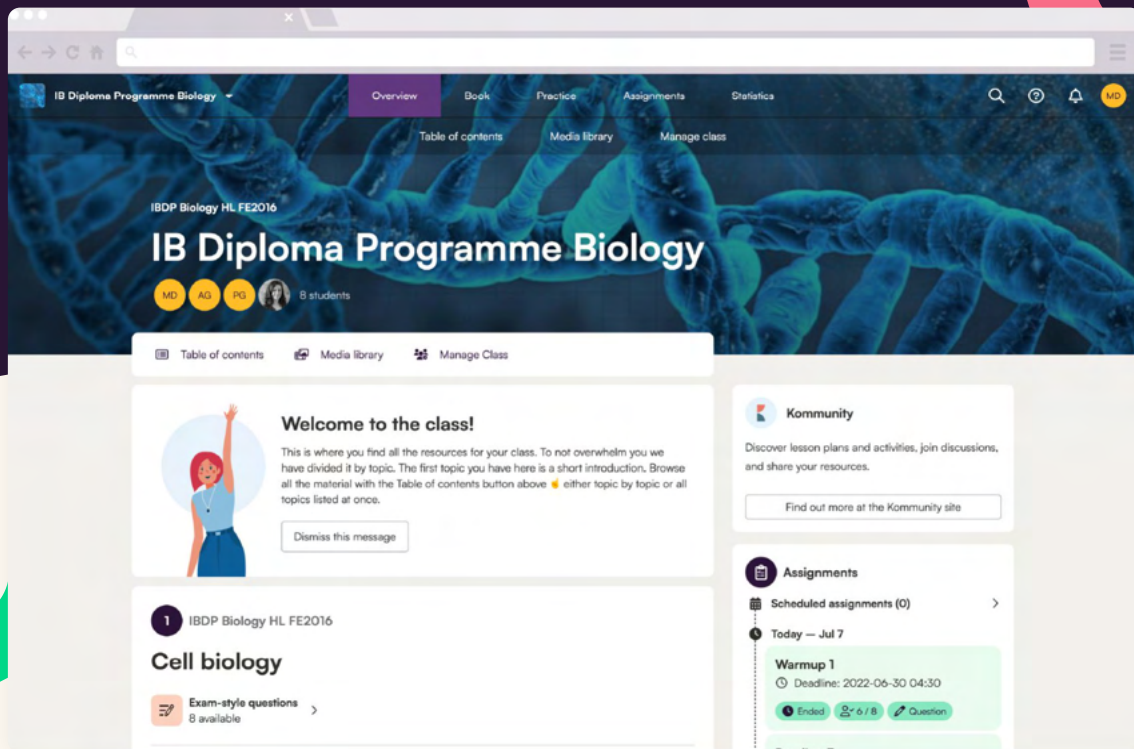 IB Diploma Programme Biology
Overview
Book
Practice
Assignments
Statistics
MD
Table of contents
Media library
Manage class
IBDP Biology HL FE2016
IB Diploma Programme Biology
MD
AG
PG
8 students
Table of contents
Media library
Manage Class
Welcome to the class!
This is where you find all the resources for your class. To not overwhelm you we
have divided it by topic. The first topic you have here is a short introduction. Browse
all the material with the Table of contents button above ☝ either topic by topic or all
topics listed at once.
Dismiss this message
1 IBDP Biology HL FE2016
Cell biology
Exam-style questions
8 available
Kommunity
Discover lesson plans and activities, join discussions,
and share your resources.
Find out more at the Kommunity site
Assignments
Scheduled assignments (0)
Today — Jul 7
Warmup 1
Deadline: 2022-06-30 04:30
Ended
6 / 8
Question